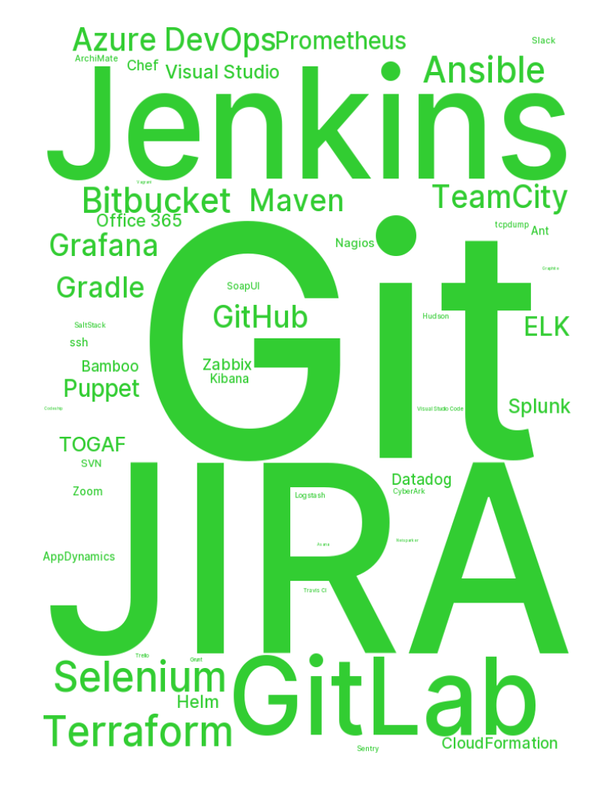 Azure DevOps
Prometheus
Slack
ArchiMate
Chef
Visual Studio
Ansible
Jenkins
Bitbucket
Maven
TeamCity
Office 365
tcpdump
Ant
Grafana
Nagios
Git
Gradle
SoapUI
GitHub
Hudson
ELK
SaltStack
ssh
Bamboo
Zabbix
Kibana
Puppet
Visual Studio Code
Splunk
TOGAF
SVN
JIRA
Datadog
CyberArk
Zoom
Logstash
AppDynamics
Travis CI
Trello
Selenium
GitLab
Helm
Terraform
CloudFormation
Sentry